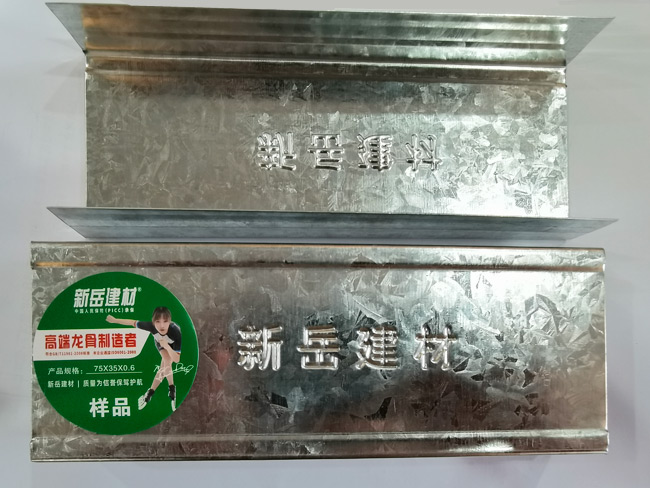 新岳建材
新岳建材®
中国人民保险(PICC)承保
高端龙骨制造者
产品规格: 75X35X0.6
新岳建材 | 质量为信誉保驾护航
样品
新岳建材